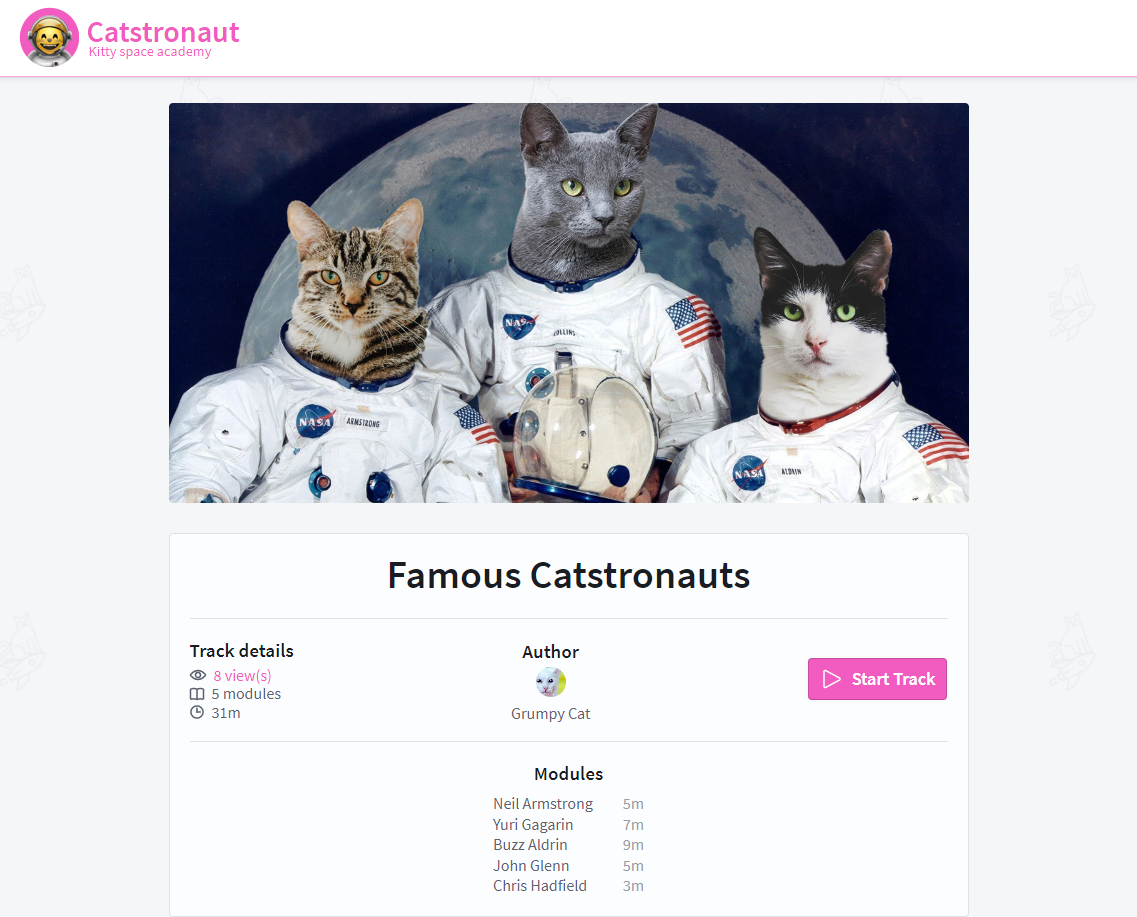 Catstronaut
Kitty space academy
NASA
COLLINS
NASA
ARMSTRONG
NASA
ALDRIN
Famous Catstronauts
Track details
8 view(s)
5 modules
31m
Author
Grumpy Cat
Start Track
Modules
Neil Armstrong 5m
Yuri Gagarin 7m
Buzz Aldrin 9m
John Glenn 5m
Chris Hadfield 3m